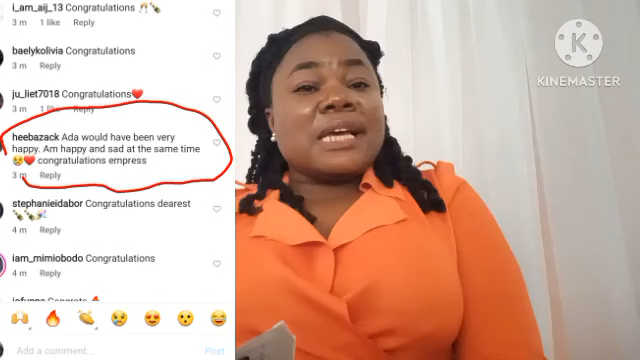 i_am_aij_13 Congratulations 🥂🍾
3 m 1 like Reply
baelykolivia Congratulations
3 m Reply
ju_liet7018 Congratulations❤️
3 m 1 like Reply
heebazack Ada would have been very
happy. Am happy and sad at the same time
😢❤️ congratulations empress
3 m Reply
stephanieidabor Congratulations dearest
🍾🍾🎉
4 m Reply
iam_mimiobodo Congratulations
4 m Reply
Congrats 🔥
🙌 🔥 👏 😢 😍 😮 😂
Add a comment...
Post
K
KINEMASTER